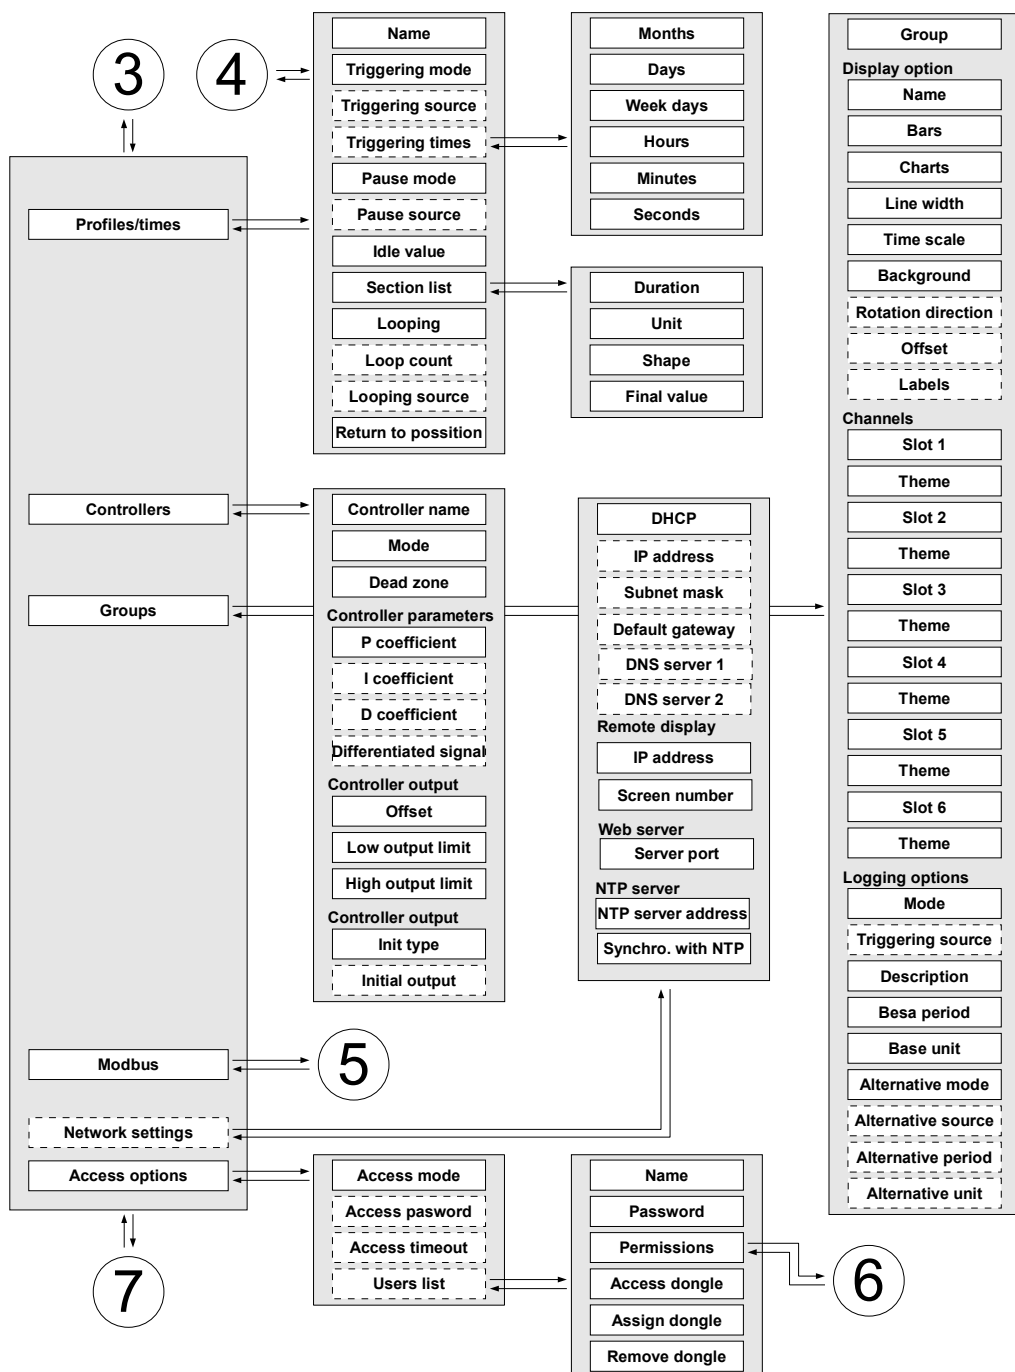 3
4
Profiles/times
Controllers
Groups
Modbus
Network settings
Access options
7
Name
Triggering mode
Triggering source
Triggering times
Pause mode
Pause source
Idle value
Section list
Looping
Loop count
Looping source
Return to possition
Months
Days
Week days
Hours
Minutes
Seconds
Duration
Unit
Shape
Final value
Controller name
Mode
Dead zone
Controller parameters
P coefficient
I coefficient
D coefficient
Differentiated signal
Controller output
Offset
Low output limit
High output limit
Controller output
Init type
Initial output
5
DHCP
IP address
Subnet mask
Default gateway
DNS server 1
DNS server 2
Remote display
IP address
Screen number
Web server
Server port
NTP server
NTP server address
Synchro. with NTP
Access mode
Access pasword
Access timeout
Users list
Name
Password
Permissions
Access dongle
Assign dongle
Remove dongle
6
Group
Display option
Name
Bars
Charts
Line width
Time scale
Background
Rotation direction
Offset
Labels
Channels
Slot 1
Theme
Slot 2
Theme
Slot 3
Theme
Slot 4
Theme
Slot 5
Theme
Slot 6
Theme
Logging options
Mode
Triggering source
Description
Besa period
Base unit
Alternative mode
Alternative source
Alternative period
Alternative unit